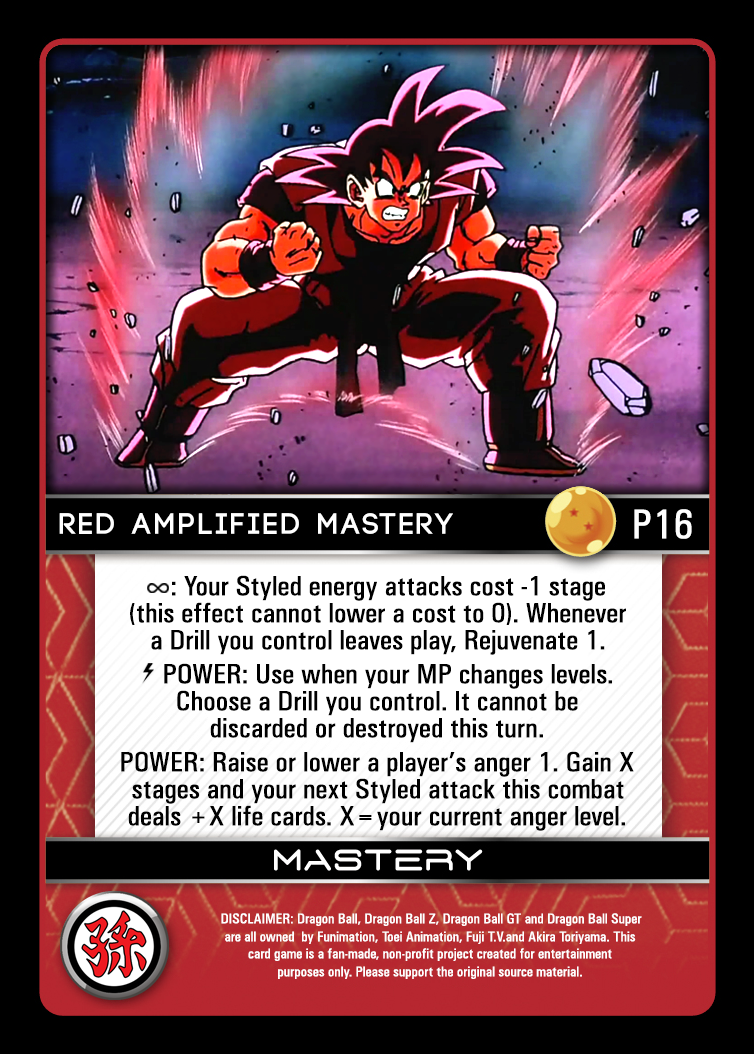 RED AMPLIFIED MASTERY
P16
∞: Your Styled energy attacks cost -1 stage
(this effect cannot lower a cost to 0). Whenever
a Drill you control leaves play, Rejuvenate 1.
POWER: Use when your MP changes levels.
Choose a Drill you control. It cannot be
discarded or destroyed this turn.
POWER: Raise or lower a player's anger 1. Gain X
stages and your next Styled attack this combat
deals +X life cards. X=your current anger level.
MASTERY
孫
DISCLAIMER: Dragon Ball, Dragon Ball Z, Dragon Ball GT and Dragon Ball Super
are all owned by Funimation, Toei Animation, Fuji T.V.and Akira Toriyama. This
card game is a fan-made, non-profit project created for entertainment
purposes only. Please support the original source material.